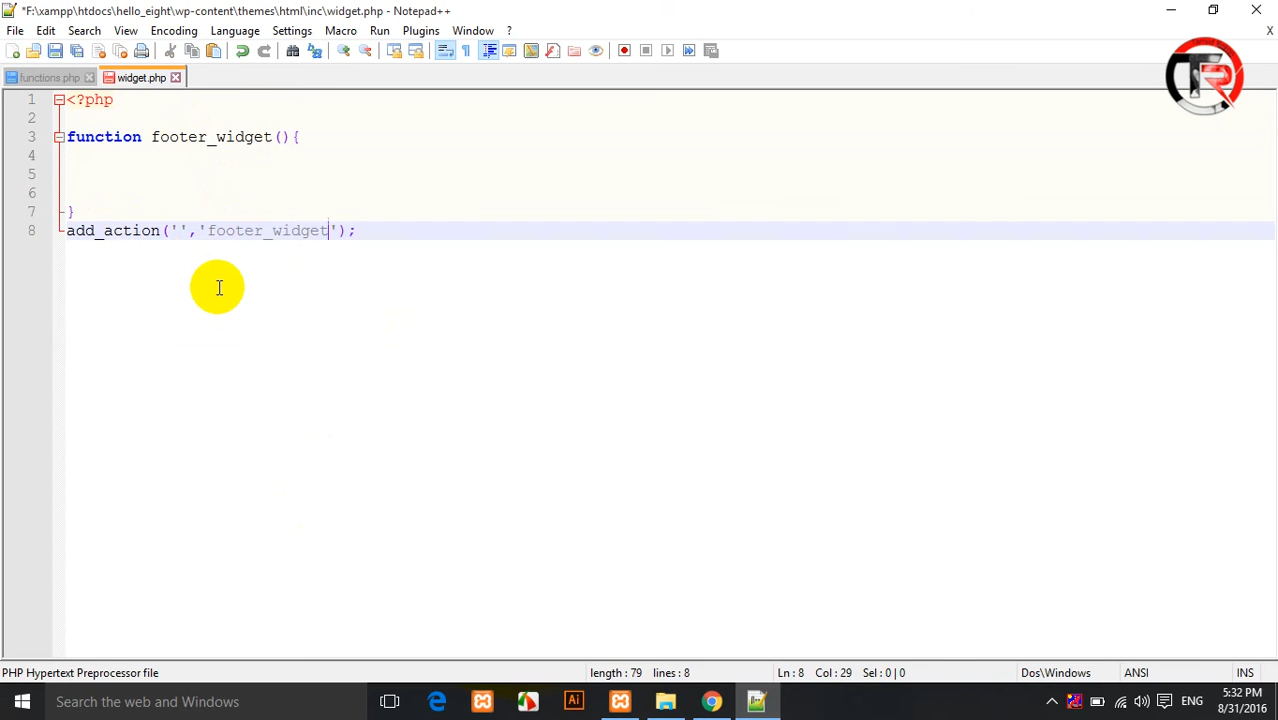 *F:\xampp\htdocs\hello_eight\wp-content\themes\html\inc\widget.php - Notepad++
File Edit Search View Encoding Language Settings Macro Run Plugins Window ? X
functions.php widget.php
1 <?php
2
3 function footer_widget(){
4
5
6
7 }
8 add_action('','footer_widget');
PHP Hypertext Preprocessor file length : 79 lines : 8 Ln : 8 Col : 29 Sel : 0 | 0 Dos\Windows ANSI INS
Search the web and Windows
ENG
5:32 PM
8/31/2016